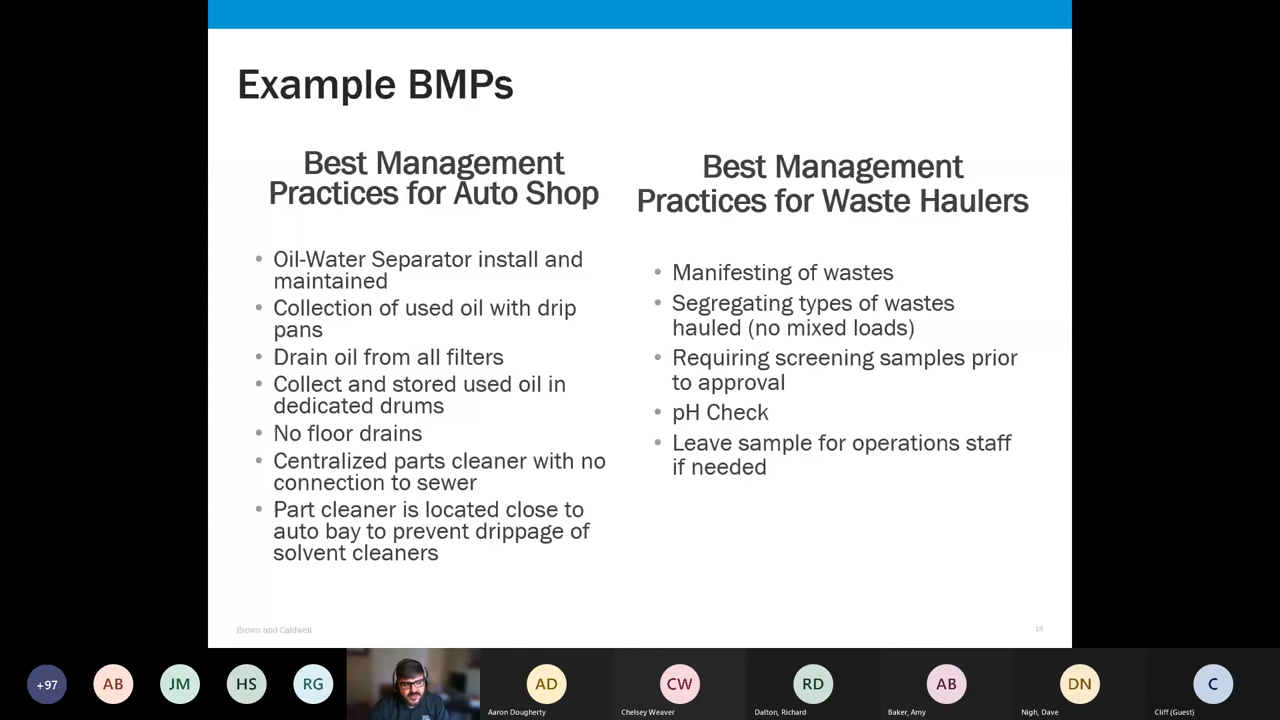 Example BMPs
Best Management
Practices for Auto Shop
• Oil-Water Separator install and
maintained
• Collection of used oil with drip
pans
• Drain oil from all filters
• Collect and stored used oil in
dedicated drums
• No floor drains
• Centralized parts cleaner with no
connection to sewer
• Part cleaner is located close to
auto bay to prevent drippage of
solvent cleaners
Best Management
Practices for Waste Haulers
• Manifesting of wastes
• Segregating types of wastes
hauled (no mixed loads)
• Requiring screening samples prior
to approval
• pH Check
• Leave sample for operations staff
if needed
Brown and Caldwell
+97
AB
JM
HS
RG
AD
Aaron Dougherty
CW
Chelsey Weaver
RD
Dalton, Richard
AB
Baker, Amy
DN
Nigh, Dave
C
Cliff (Guest)